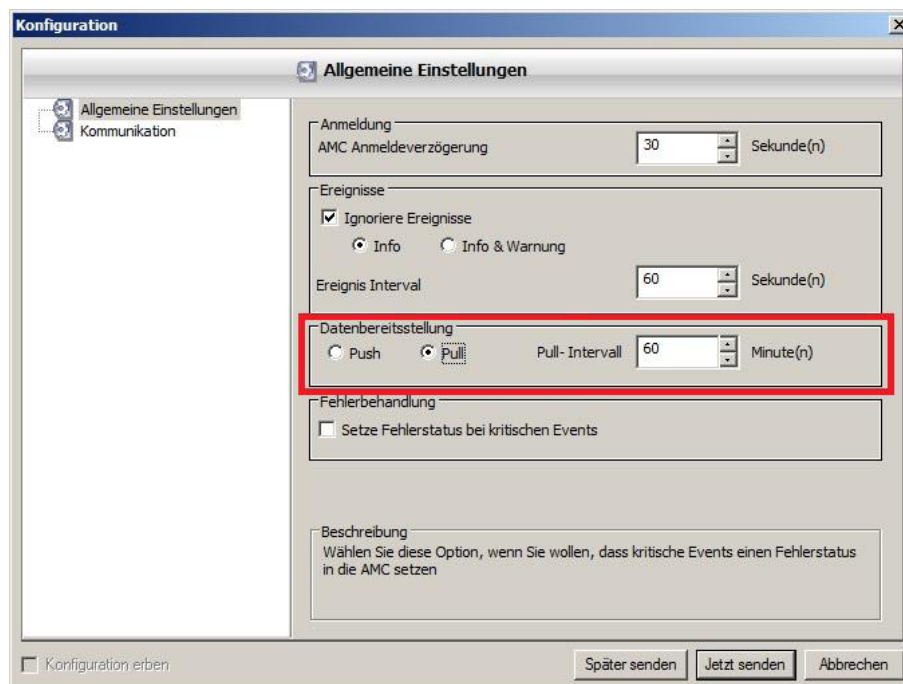 Konfiguration
Allgemeine Einstellungen
Allgemeine Einstellungen
Kommunikation
Anmeldung
AMC Anmeldeverzögerung 30 Sekunde(n)
Ereignisse
Ignoriere Ereignisse
Info Info & Warnung
Ereignis Interval 60 Sekunde(n)
Datenbereitsstellung
Push Pull Pull- Intervall 60 Minute(n)
Fehlerbehandlung
Setze Fehlerstatus bei kritischen Events
Beschreibung
Wählen Sie diese Option, wenn Sie wollen, dass kritische Events einen Fehlerstatus
in die AMC setzen
Konfiguration erben Später senden Jetzt senden Abbrechen